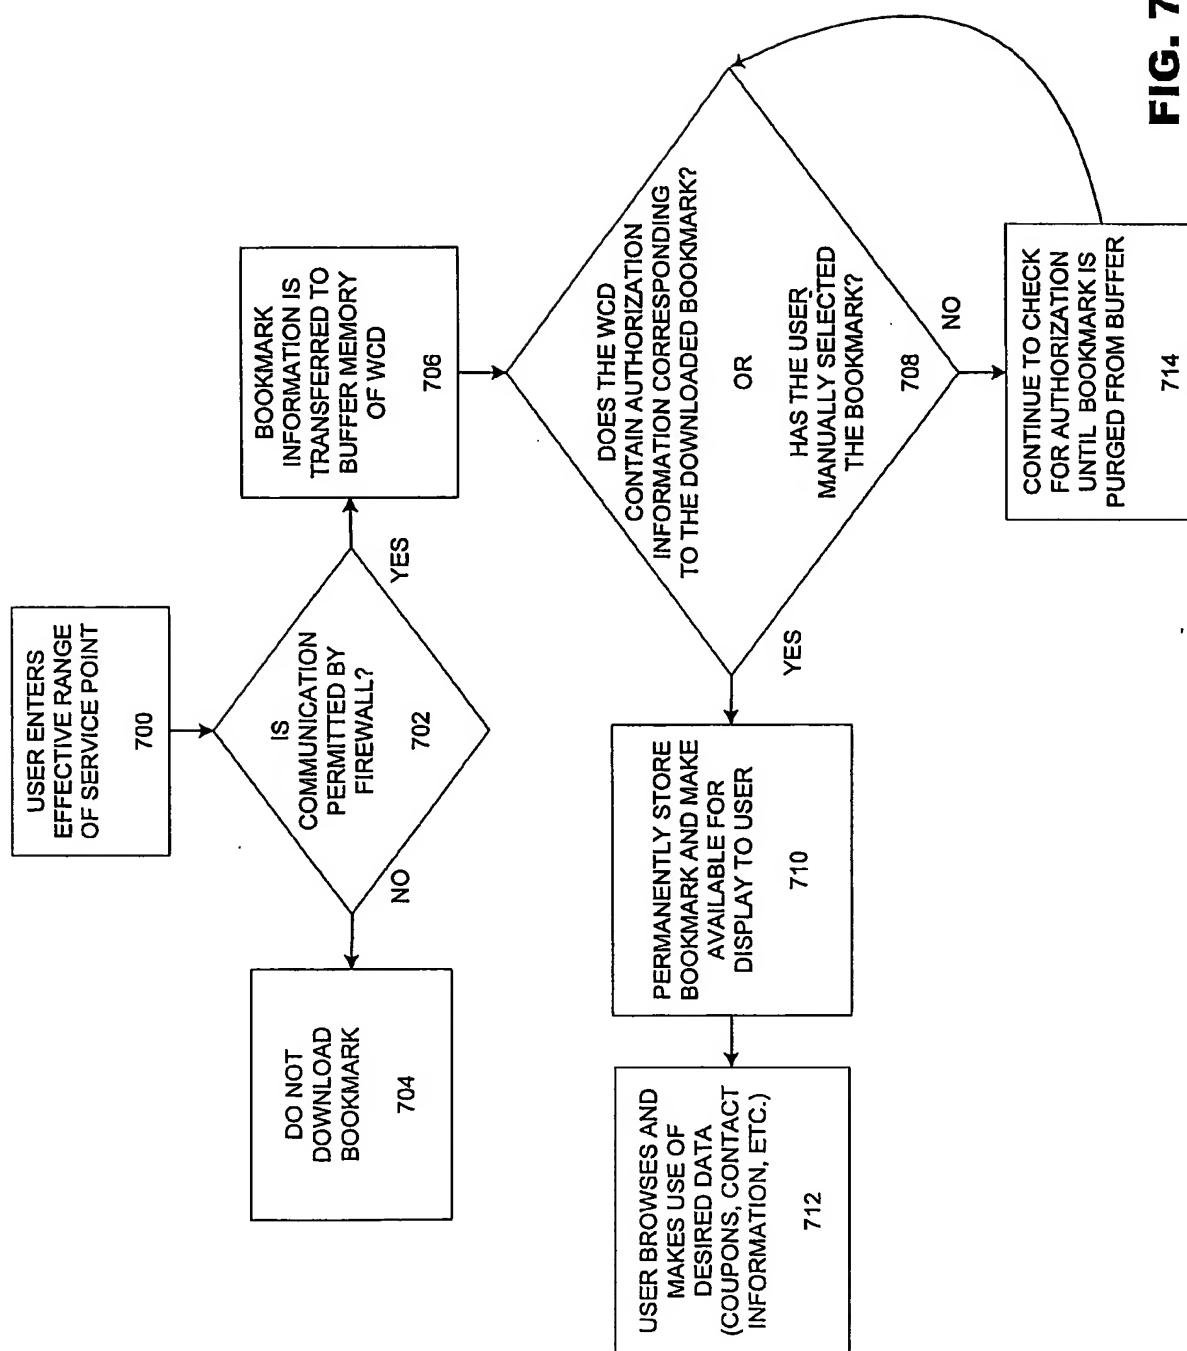 USER ENTERS
EFFECTIVE RANGE
OF SERVICE POINT
700
IS
COMMUNICATION
PERMITTED BY
FIREWALL?
702
NO
YES
DO NOT
DOWNLOAD
BOOKMARK
704
BOOKMARK
INFORMATION IS
TRANSFERRED TO
BUFFER MEMORY
OF WCD
706
DOES THE WCD
CONTAIN AUTHORIZATION
INFORMATION CORRESPONDING
TO THE DOWNLOADED BOOKMARK?
OR
HAS THE USER
MANUALLY SELECTED
THE BOOKMARK?
708
YES
NO
PERMANENTLY STORE
BOOKMARK AND MAKE
AVAILABLE FOR
DISPLAY TO USER
710
USER BROWSES AND
MAKES USE OF
DESIRED DATA
(COUPONS, CONTACT
INFORMATION, ETC.)
712
CONTINUE TO CHECK
FOR AUTHORIZATION
UNTIL BOOKMARK IS
PURGED FROM BUFFER
714
FIG. 7